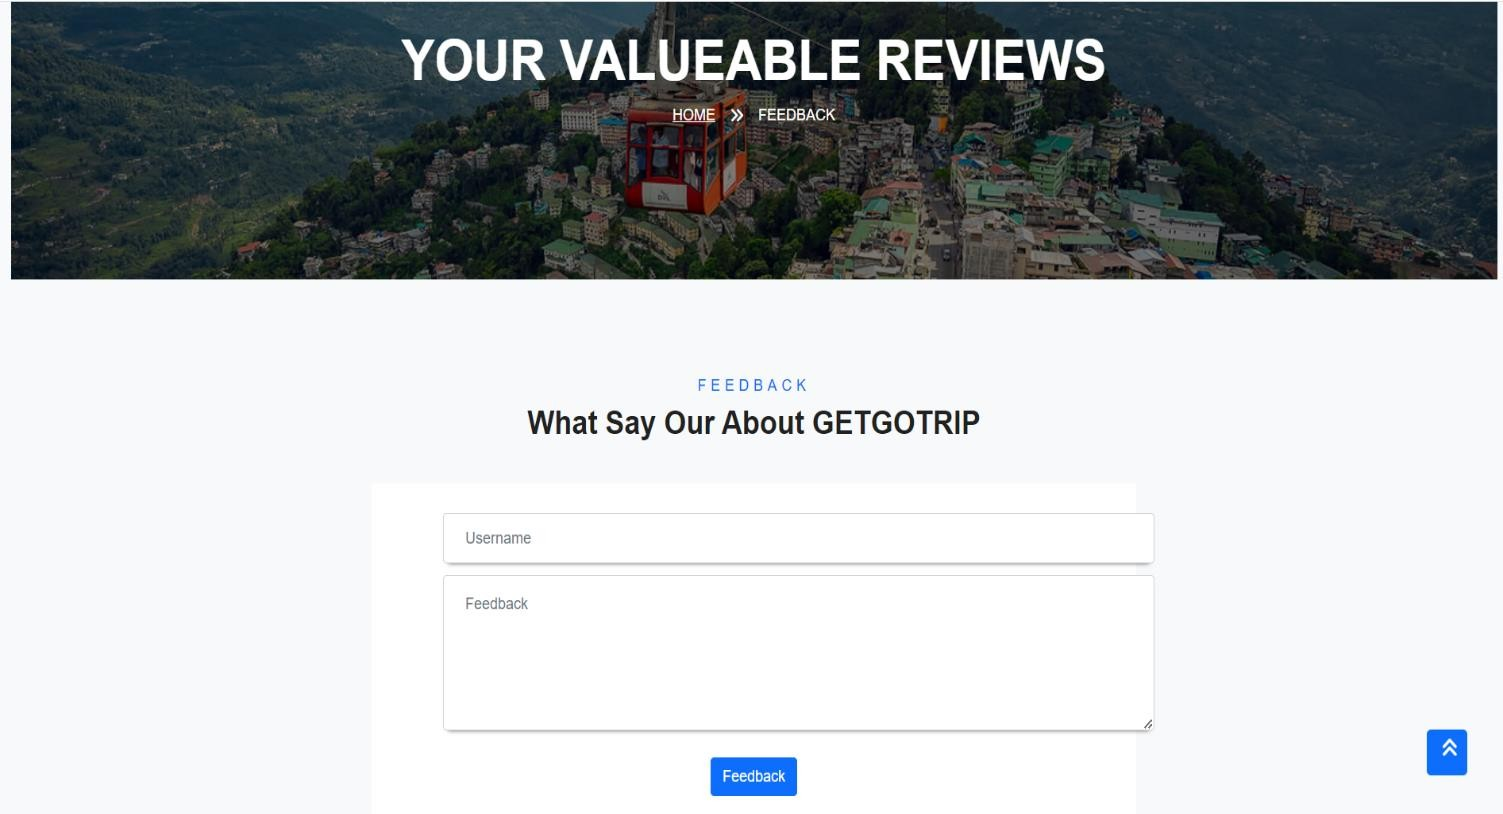 YOUR VALUEABLE REVIEWS
HOME » FEEDBACK
FEEDBACK
What Say Our About GETGOTRIP
Username
Feedback
Feedback